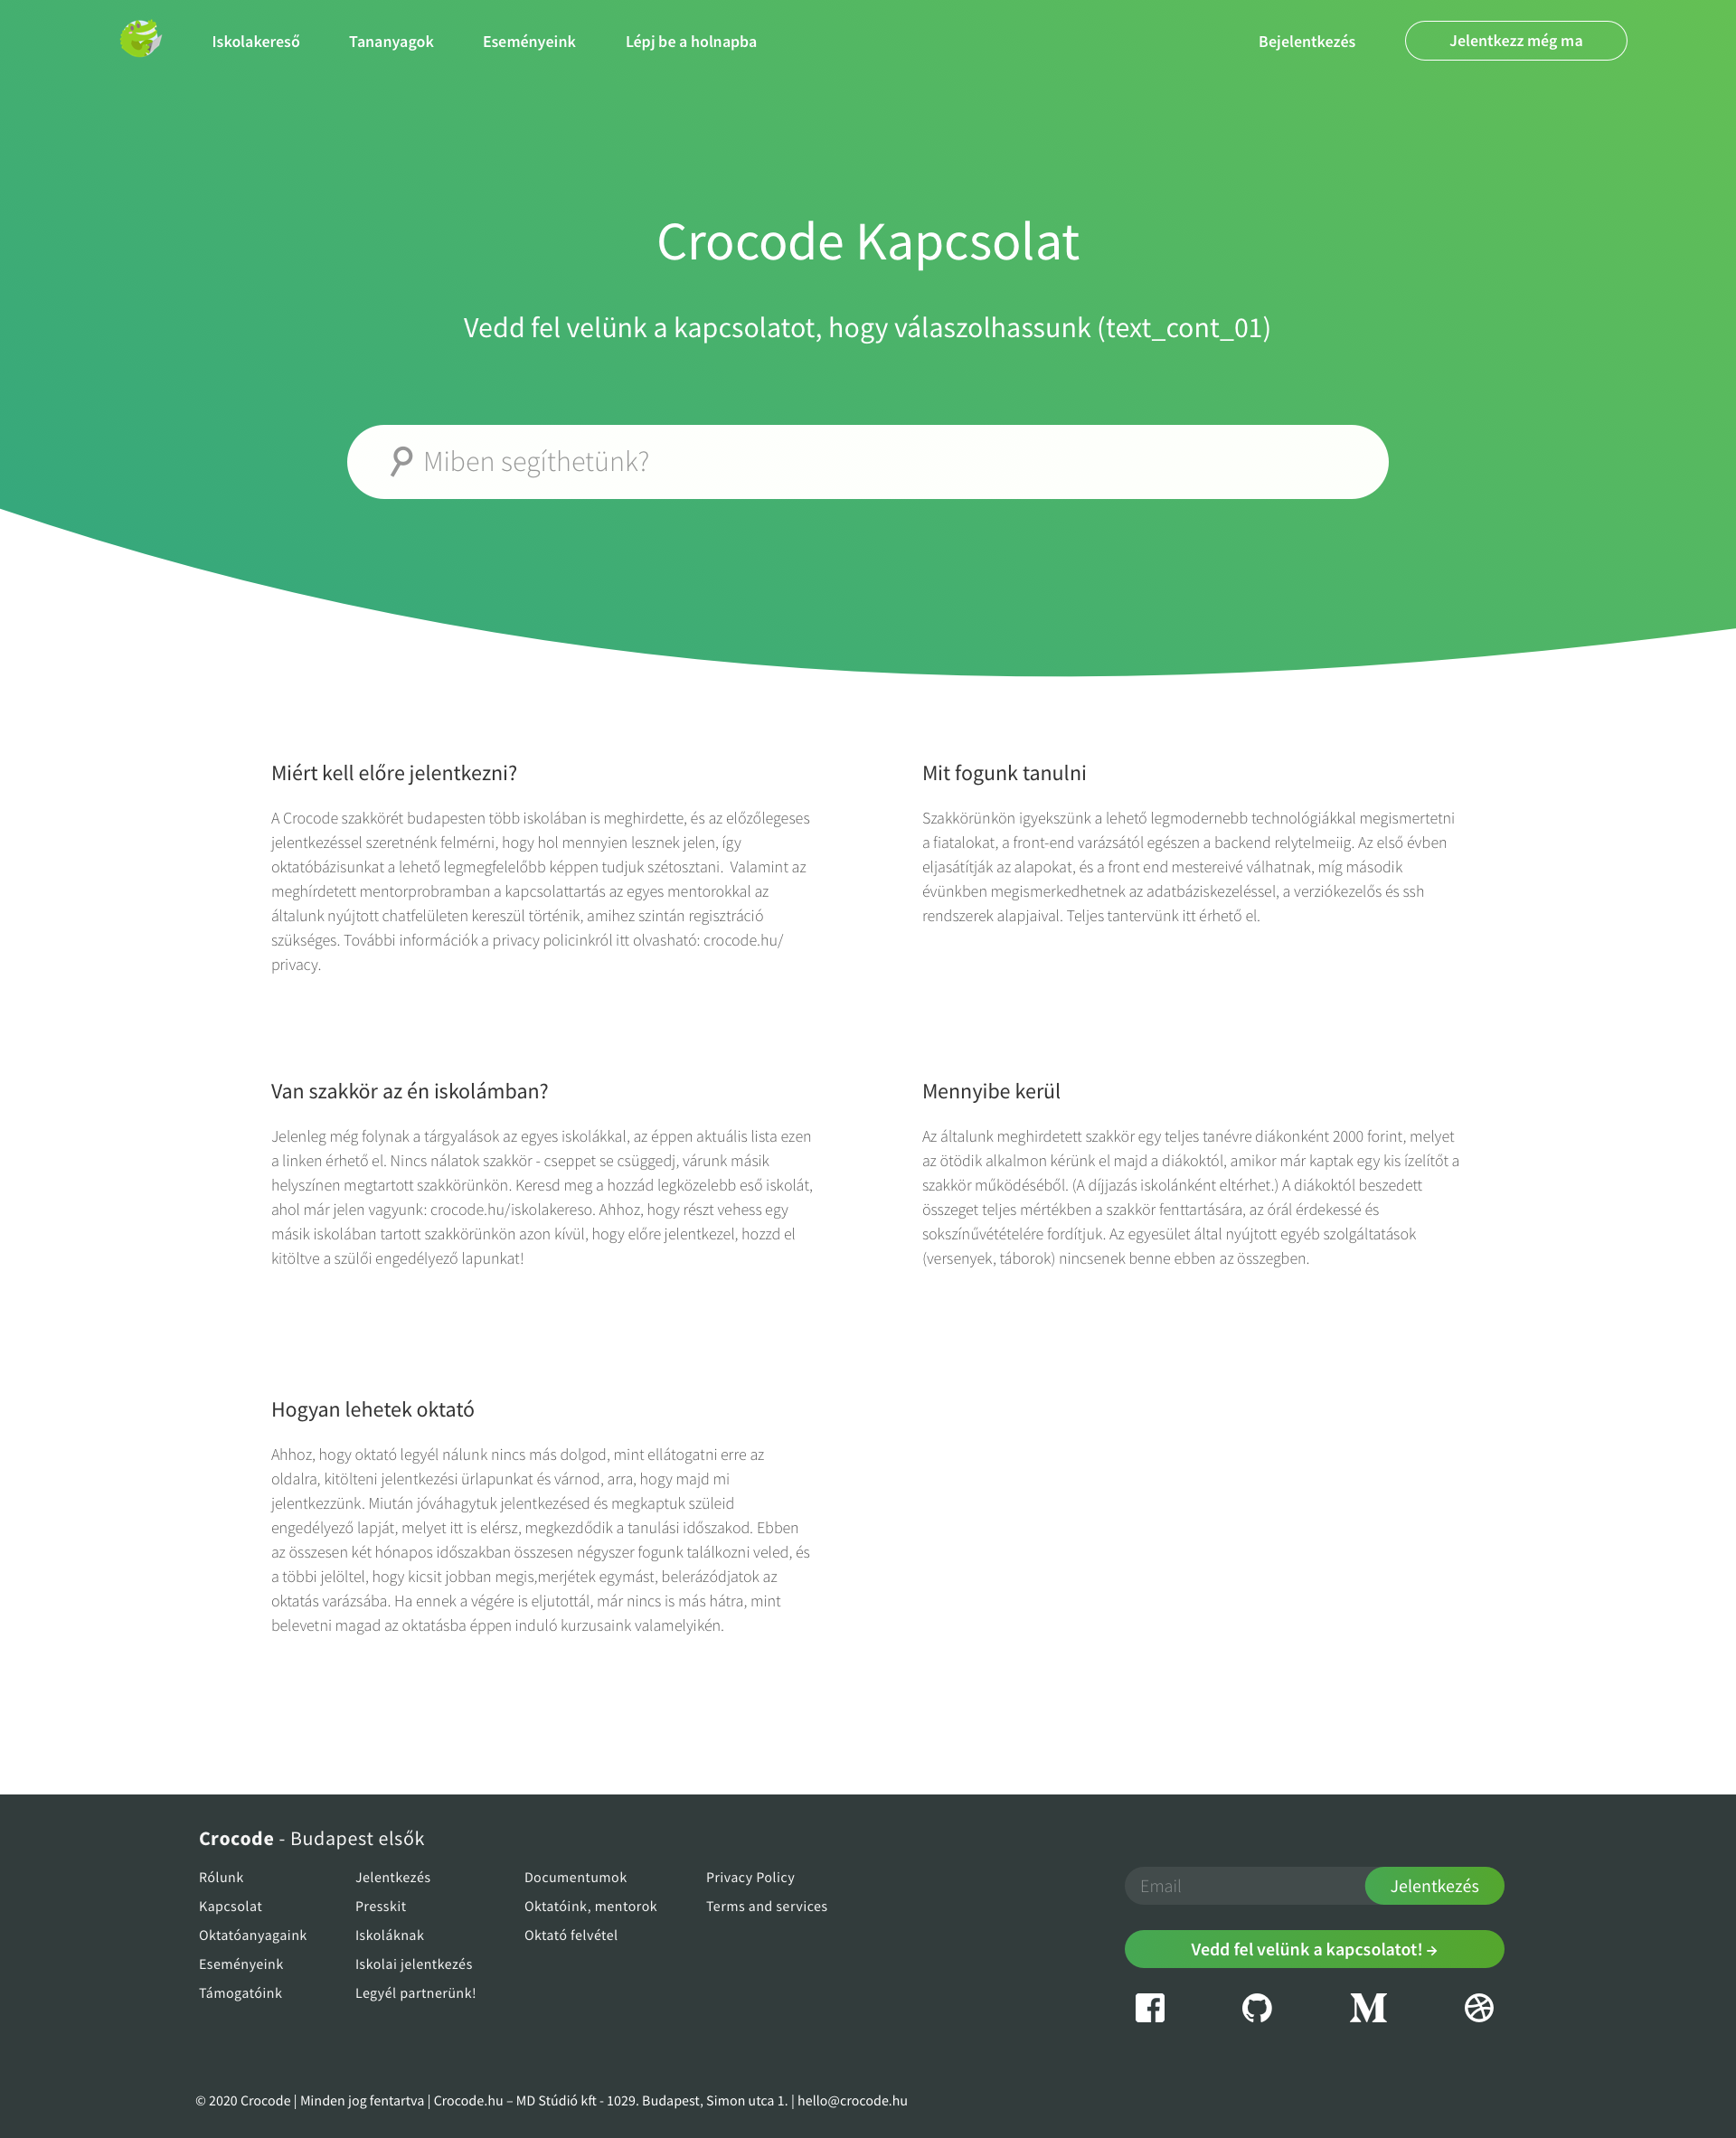 Iskolakereső Tananyagok Eseményeink Lépj be a holnapba Bejelentkezés Jelentkezz még ma
Crocode Kapcsolat
Vedd fel velünk a kapcsolatot, hogy válaszolhassunk (text_cont_01)
Miben segíthetünk?
Miért kell előre jelentkezni?
A Crocode szakkörét budapesten több iskolában is meghirdette, és az előzőlegeses
jelentkezéssel szeretnénk felmérni, hogy hol mennyien lesznek jelen, így
oktatóbázisunkat a lehető legmegfelelőbb képpen tudjuk szétosztani.  Valamint az
meghírdetett mentorprobramban a kapcsolattartás az egyes mentorokkal az
általunk nyújtott chatfelületen kereszül történik, amihez szintán regisztráció
szükséges. További információk a privacy policinkról itt olvasható: crocode.hu/
privacy.
Mit fogunk tanulni
Szakkörünkön igyekszünk a lehető legmodernebb technológiákkal megismertetni
a fiatalokat, a front-end varázsától egészen a backend relytelmeiig. Az első évben
eljasátítják az alapokat, és a front end mestereivé válhatnak, míg második
évünkben megismerkedhetnek az adatbáziskezeléssel, a verziókezelős és ssh
rendszerek alapjaival. Teljes tantervünk itt érhető el.
Van szakkör az én iskolámban?
Jelenleg még folynak a tárgyalások az egyes iskolákkal, az éppen aktuális lista ezen
a linken érhető el. Nincs nálatok szakkör - cseppet se csüggedj, várunk másik
helyszínen megtartott szakkörünkön. Keresd meg a hozzád legközelebb eső iskolát,
ahol már jelen vagyunk: crocode.hu/iskolakereso. Ahhoz, hogy részt vehess egy
másik iskolában tartott szakkörünkön azon kívül, hogy előre jelentkezel, hozzd el
kitöltve a szülői engedélyező lapunkat!
Mennyibe kerül
Az általunk meghirdetett szakkör egy teljes tanévre diákonként 2000 forint, melyet
az ötödik alkalmon kérünk el majd a diákoktól, amikor már kaptak egy kis ízelítőt a
szakkör működéséből. (A díjjazás iskolánként eltérhet.) A diákoktól beszedett
összeget teljes mértékben a szakkör fenttartására, az órál érdekessé és
sokszínűvétételére fordítjuk. Az egyesület által nyújtott egyéb szolgáltatások
(versenyek, táborok) nincsenek benne ebben az összegben.
Hogyan lehetek oktató
Ahhoz, hogy oktató legyél nálunk nincs más dolgod, mint ellátogatni erre az
oldalra, kitölteni jelentkezési ürlapunkat és várnod, arra, hogy majd mi
jelentkezzünk. Miután jóváhagytuk jelentkezésed és megkaptuk szüleid
engedélyező lapját, melyet itt is elérsz, megkezdődik a tanulási időszakod. Ebben
az összesen két hónapos időszakban összesen négyszer fogunk találkozni veled, és
a többi jelöltel, hogy kicsit jobban megis,merjétek egymást, belerázódjatok az
oktatás varázsába. Ha ennek a végére is eljutottál, már nincs is más hátra, mint
belevetni magad az oktatásba éppen induló kurzusaink valamelyikén.
Crocode - Budapest elsők
Rólunk
Kapcsolat
Oktatóanyagaink
Eseményeink
Támogatóink
Jelentkezés
Presskit
Iskoláknak
Iskolai jelentkezés
Legyél partnerünk!
Documentumok
Oktatóink, mentorok
Oktató felvétel
Privacy Policy
Terms and services
Email Jelentkezés
Vedd fel velünk a kapcsolatot! →
© 2020 Crocode | Minden jog fentartva | Crocode.hu – MD Stúdió kft - 1029. Budapest, Simon utca 1. | hello@crocode.hu